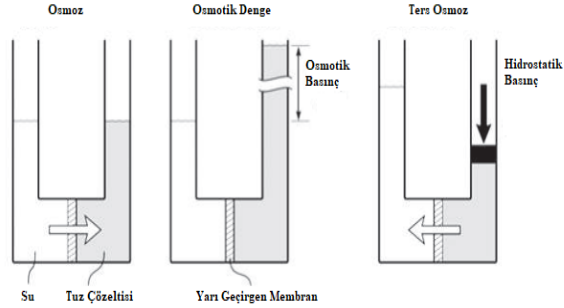 Osmoz
Osmotik Denge
Ters Osmoz
Osmotik
Basınç
Hidrostatik
Basınç
Su
Tuz Çözeltisi
Yarı Geçirgen Membran